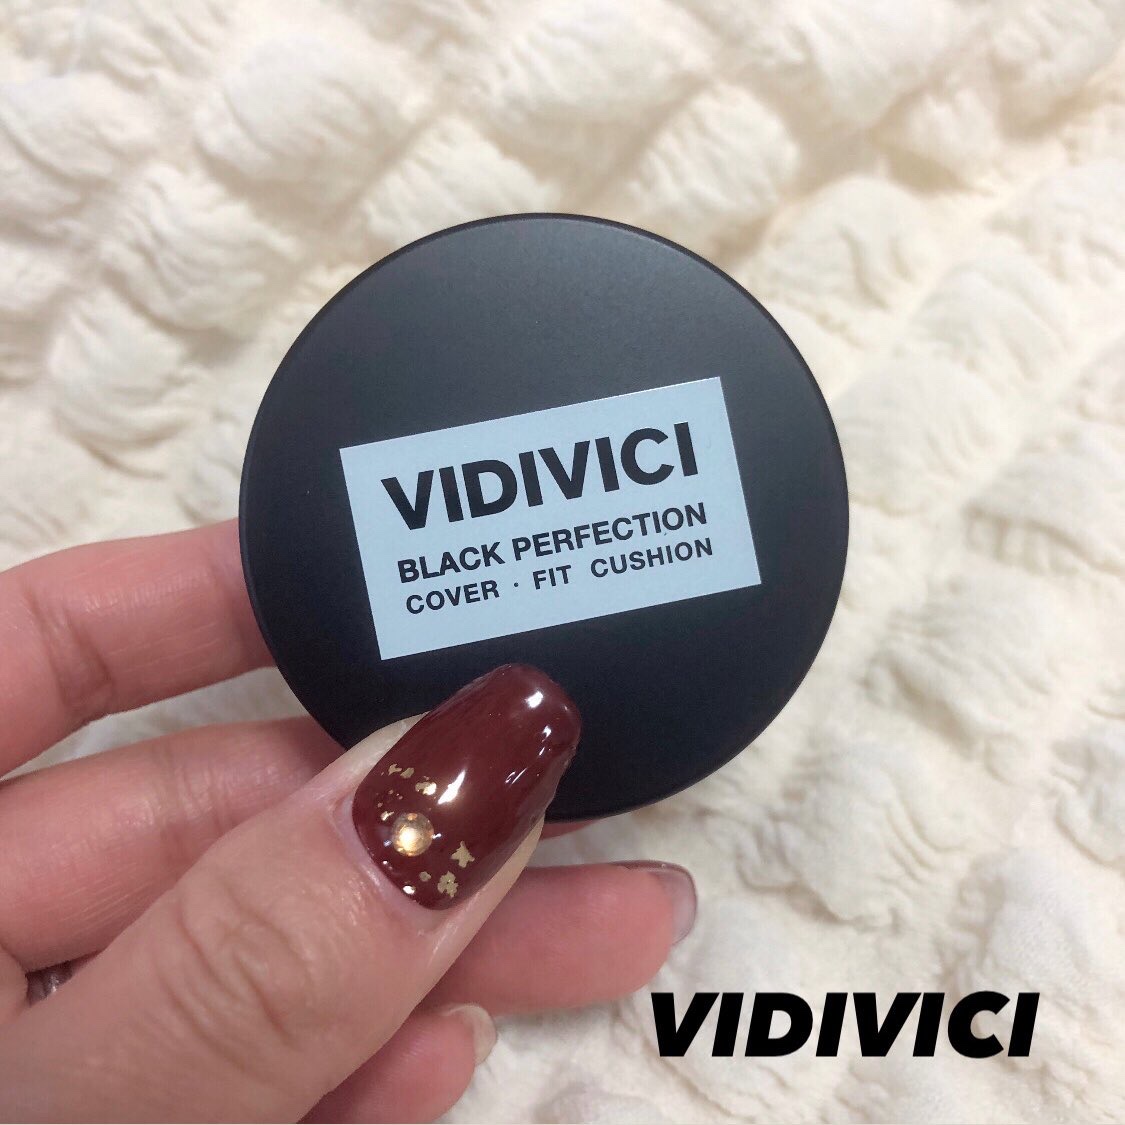 VIDIVICI
BLACK PERFECTION
COVER · FIT CUSHION
VIDIVICI